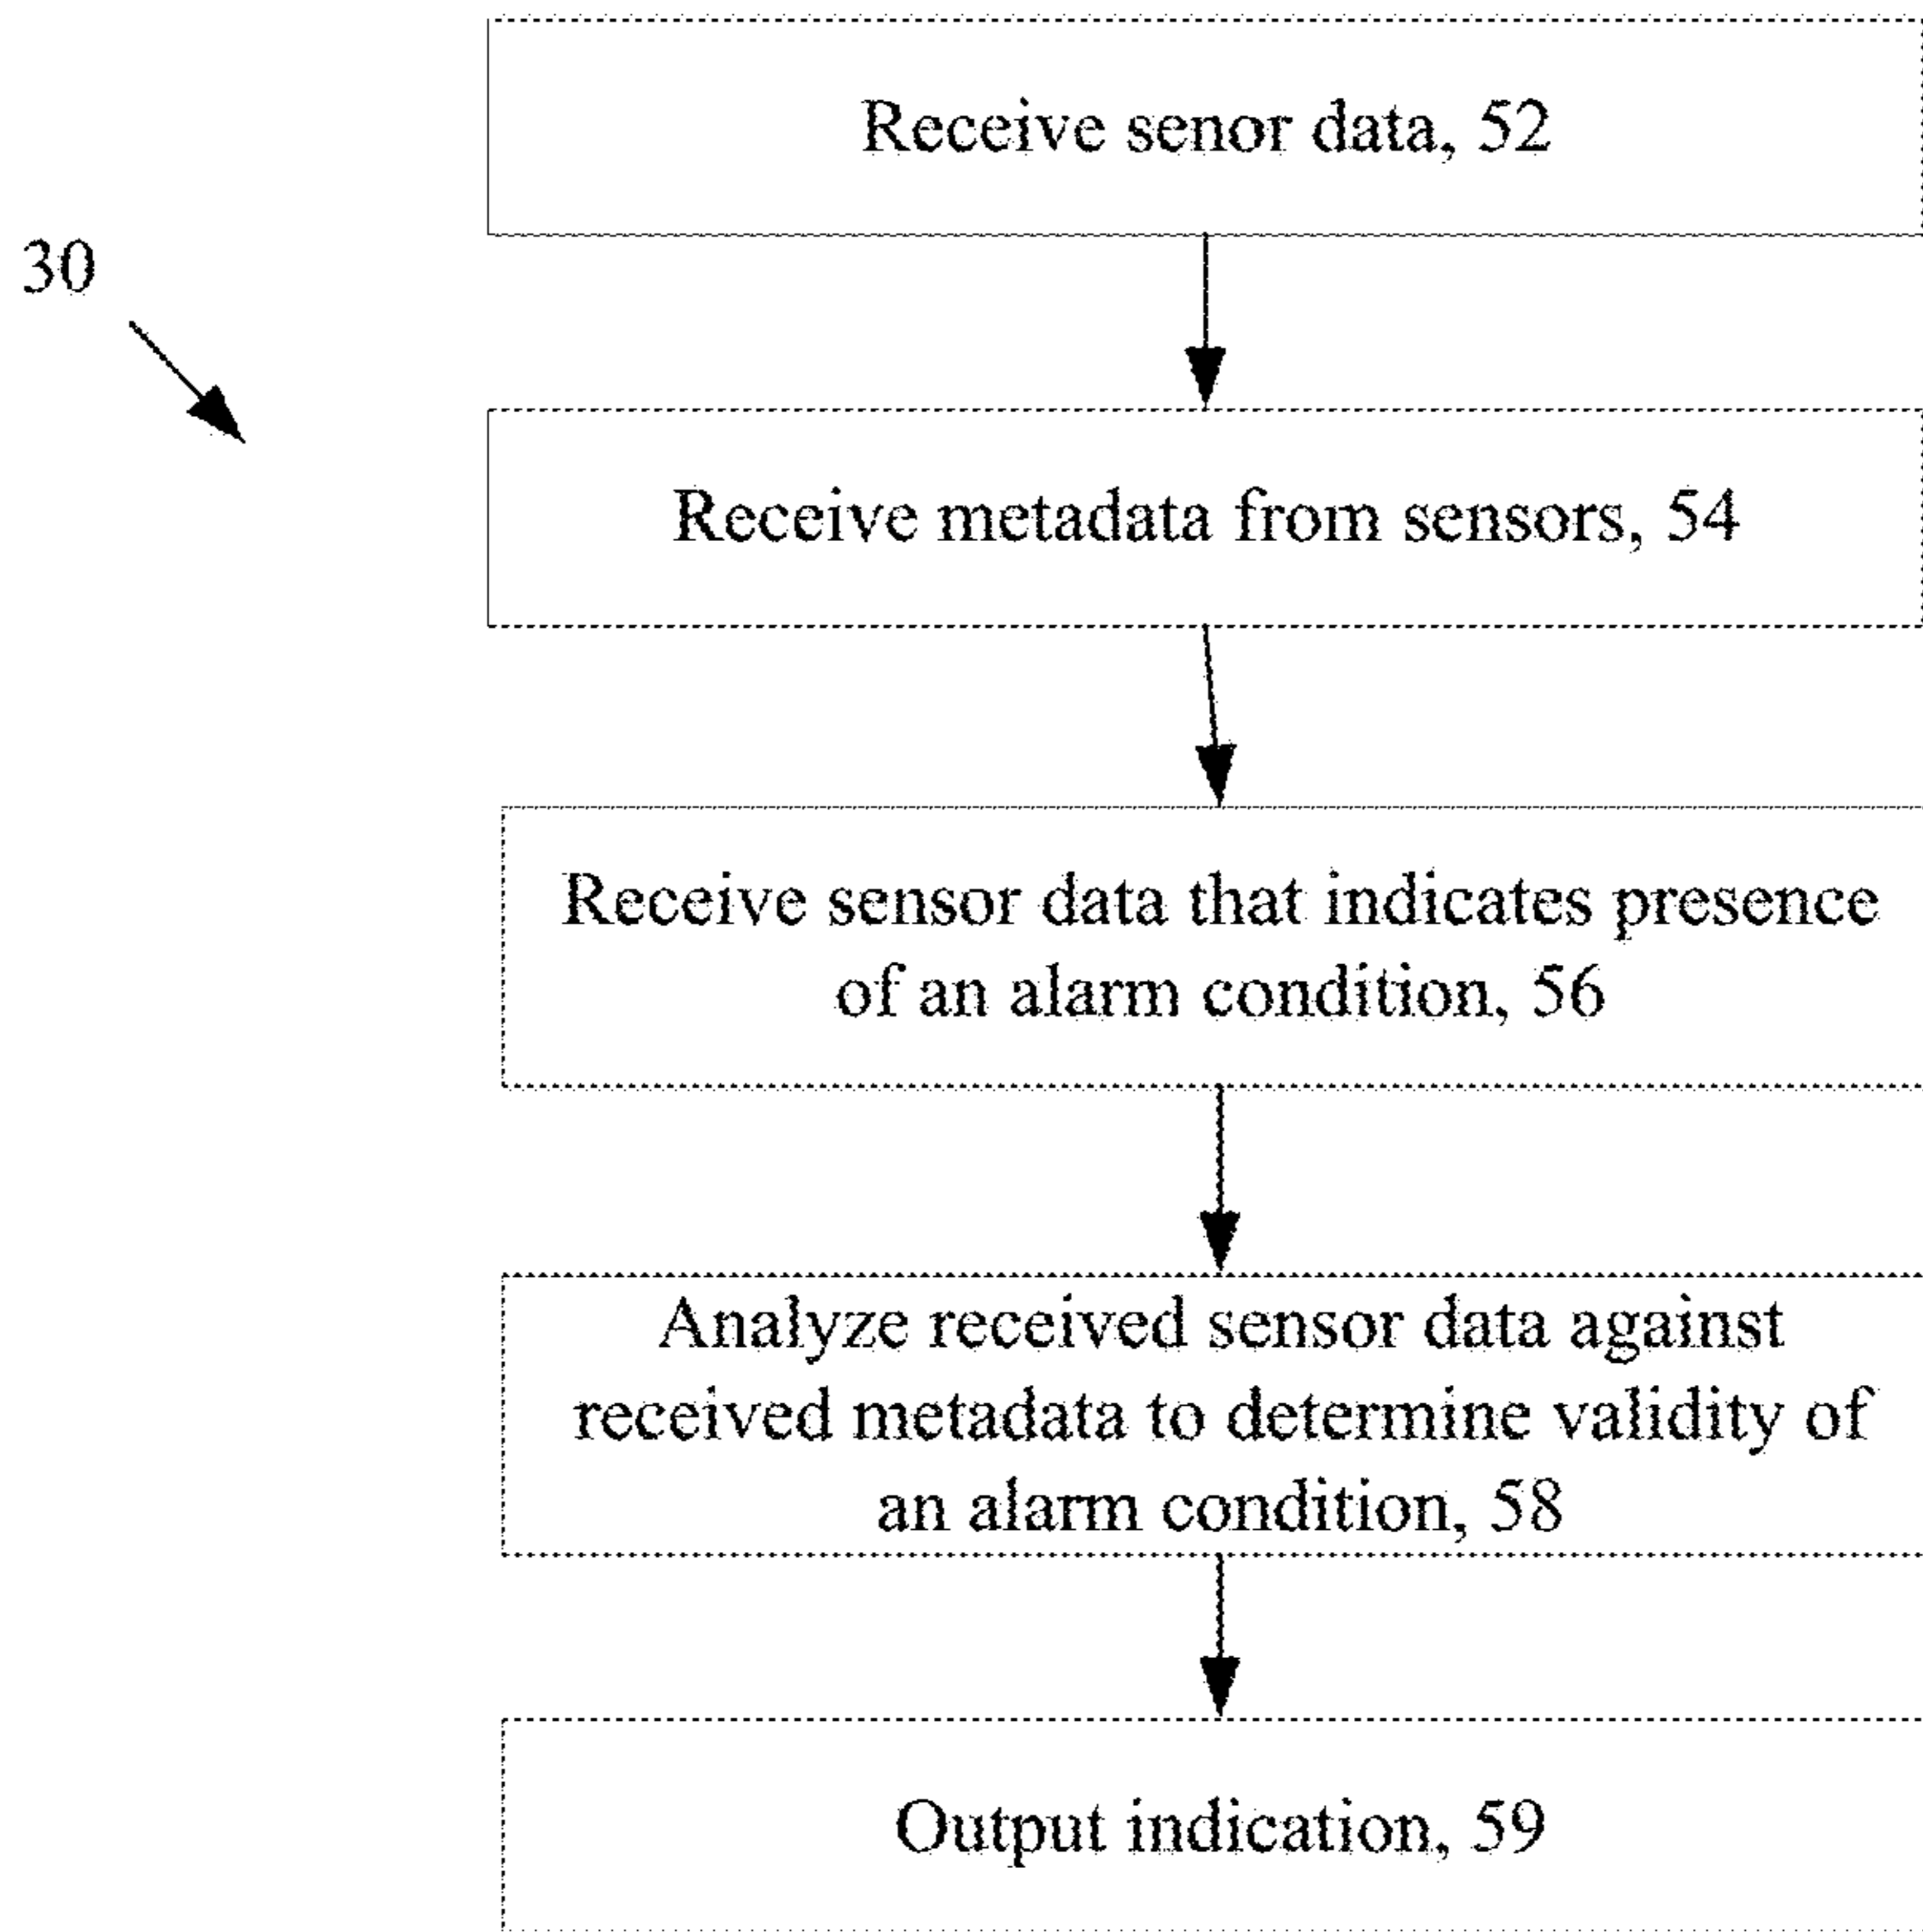 Receive senor data, 52
30
Receive metadata from sensors, 54
Receive sensor data that indicates presence
of an alarm condition, 56
Analyze received sensor data against
received metadata to determine validity of
an alarm condition, 58
Output indication, 59